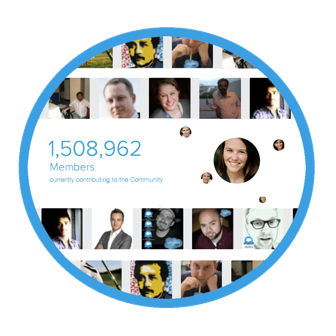 1,508,962
Members
currently contributing to the Community